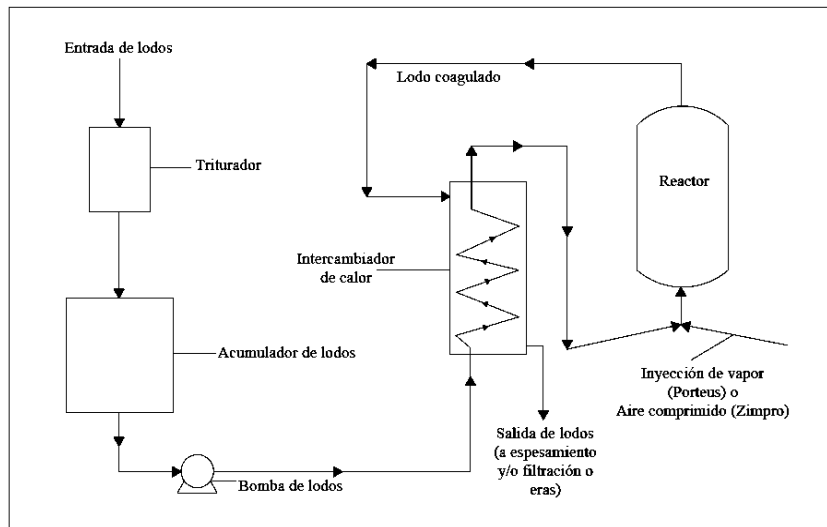 Entrada de lodos
Triturador
Acumulador de lodos
Bomba de lodos
Lodo coagulado
Intercambiador
de calor
Salida de lodos
(a espesamiento
y/o filtración o
eras)
Reactor
Inyección de vapor
(Porteus) o
Aire comprimido (Zimpro)